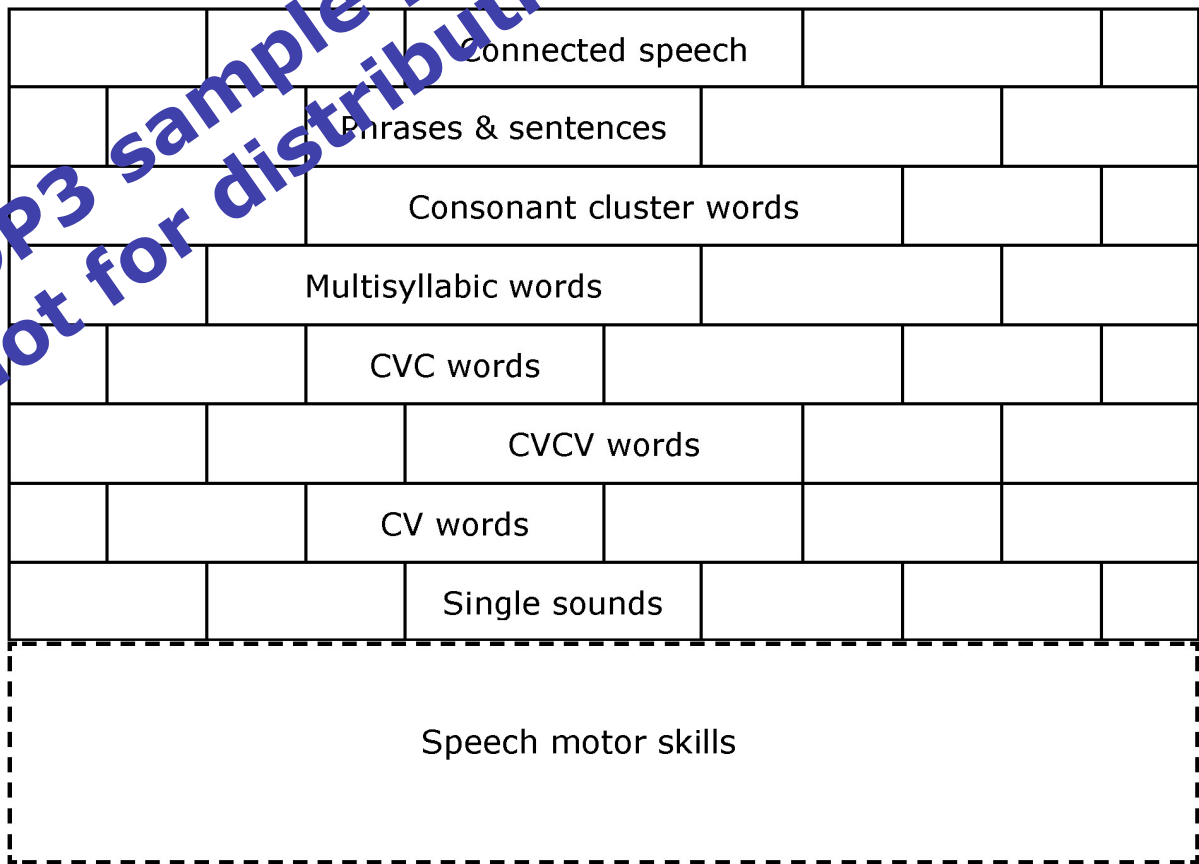 Connected speech
Phrases & sentences
Consonant cluster words
Multisyllabic words
CVC words
CVCV words
CV words
Single sounds
Speech motor skills
P3 sample
not for distribut